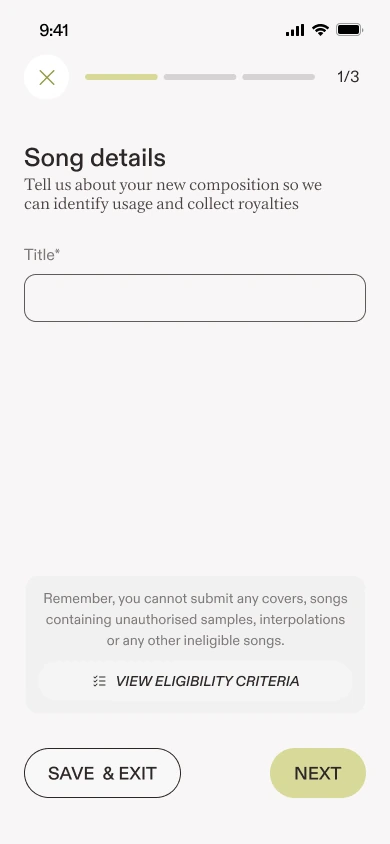 9:41
1/3
Song details
Tell us about your new composition so we
can identify usage and collect royalties
Title*
Remember, you cannot submit any covers, songs
containing unauthorised samples, interpolations
or any other ineligible songs.
VIEW ELIGIBILITY CRITERIA
SAVE & EXIT
NEXT